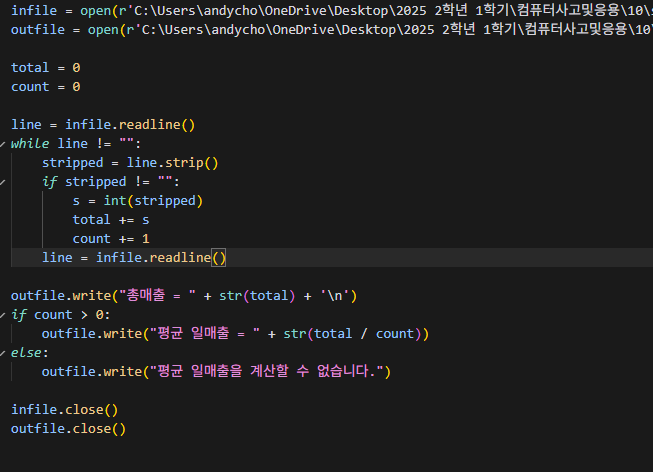 infile = open(r'C:\Users\andycho\OneDrive\Desktop\2025 2학년 1학기\컴퓨터사고및응용\10\s
outfile = open(r'C:\Users\andycho\OneDrive\Desktop\2025 2학년 1학기\컴퓨터사고및응용\10\
total = 0
count = 0
line = infile.readline()
while line != "":
    stripped = line.strip()
    if stripped != "":
        s = int(stripped)
        total += s
        count += 1
    line = infile.readline()
outfile.write("총매출 = " + str(total) + '\n')
if count > 0:
    outfile.write("평균 일매출 = " + str(total / count))
else:
    outfile.write("평균 일매출을 계산할 수 없습니다.")
infile.close()
outfile.close()